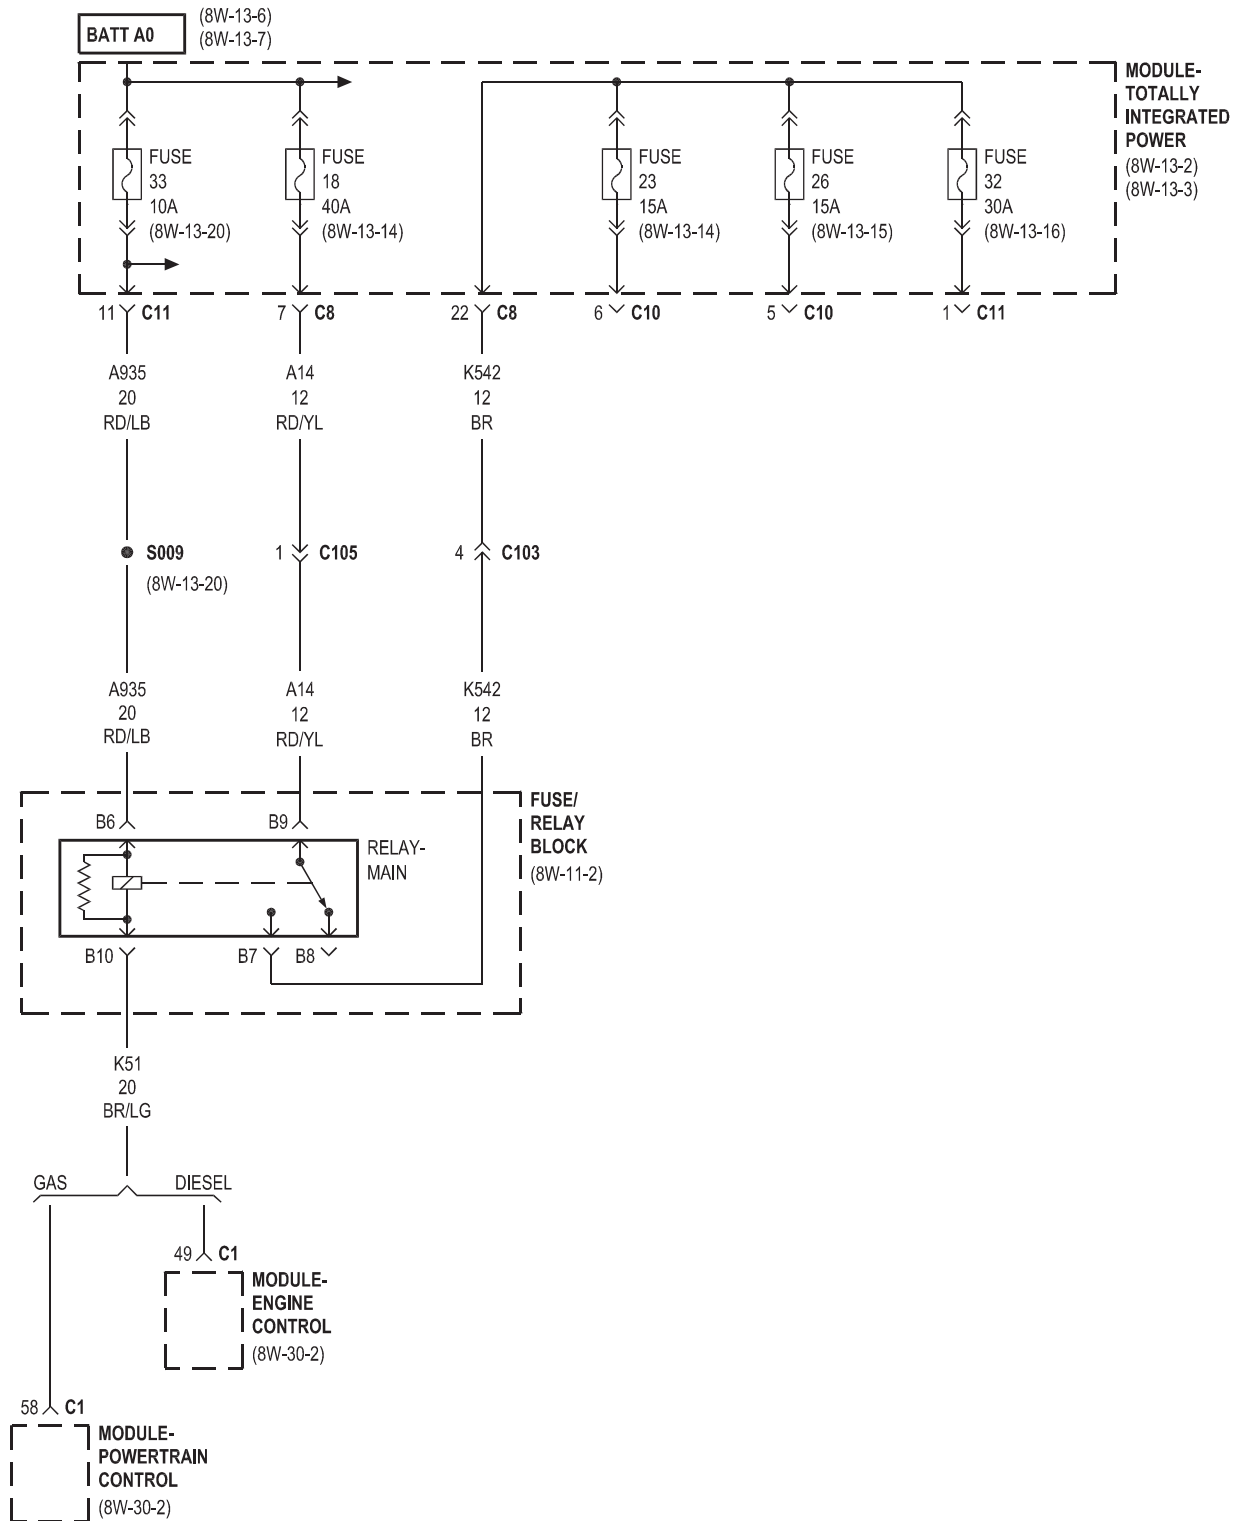 BATT A0
(8W-13-6)
(8W-13-7)
MODULE-
TOTALLY
INTEGRATED
POWER
(8W-13-2)
(8W-13-3)
FUSE
33
10A
(8W-13-20)
FUSE
18
40A
(8W-13-14)
FUSE
23
15A
(8W-13-14)
FUSE
26
15A
(8W-13-15)
FUSE
32
30A
(8W-13-16)
11 C11
7 C8
22 C8
6 C10
5 C10
1 C11
A935
20
RD/LB
A14
12
RD/YL
K542
12
BR
S009
(8W-13-20)
1 C105
4 C103
A935
20
RD/LB
A14
12
RD/YL
K542
12
BR
FUSE/
RELAY
BLOCK
(8W-11-2)
B6
B9
RELAY-
MAIN
B10
B7
B8
K51
20
BR/LG
GAS
DIESEL
49 C1
MODULE-
ENGINE
CONTROL
(8W-30-2)
58 C1
MODULE-
POWERTRAIN
CONTROL
(8W-30-2)